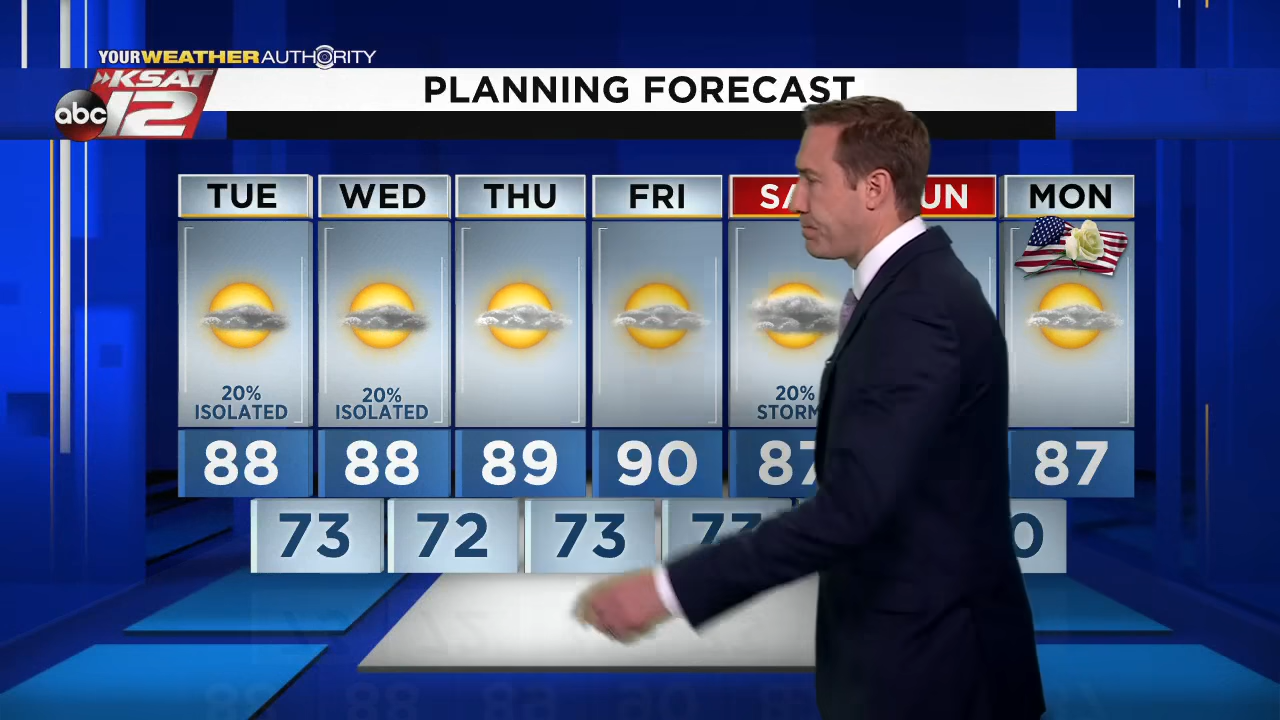 YOURWEATHERAUTHORITY
KSAT
abc 12
PLANNING FORECAST
TUE WED THU FRI MON
20% 20% 20%
ISOLATED ISOLATED
88 88 89 90 87 87
73 72 73